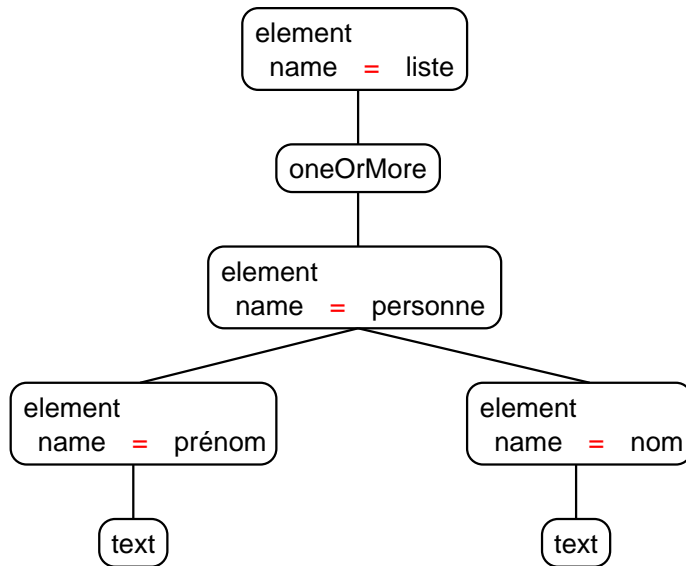 element
name = liste
oneOrMore
element
name = personne
element
name = prénom
element
name = nom
text
text